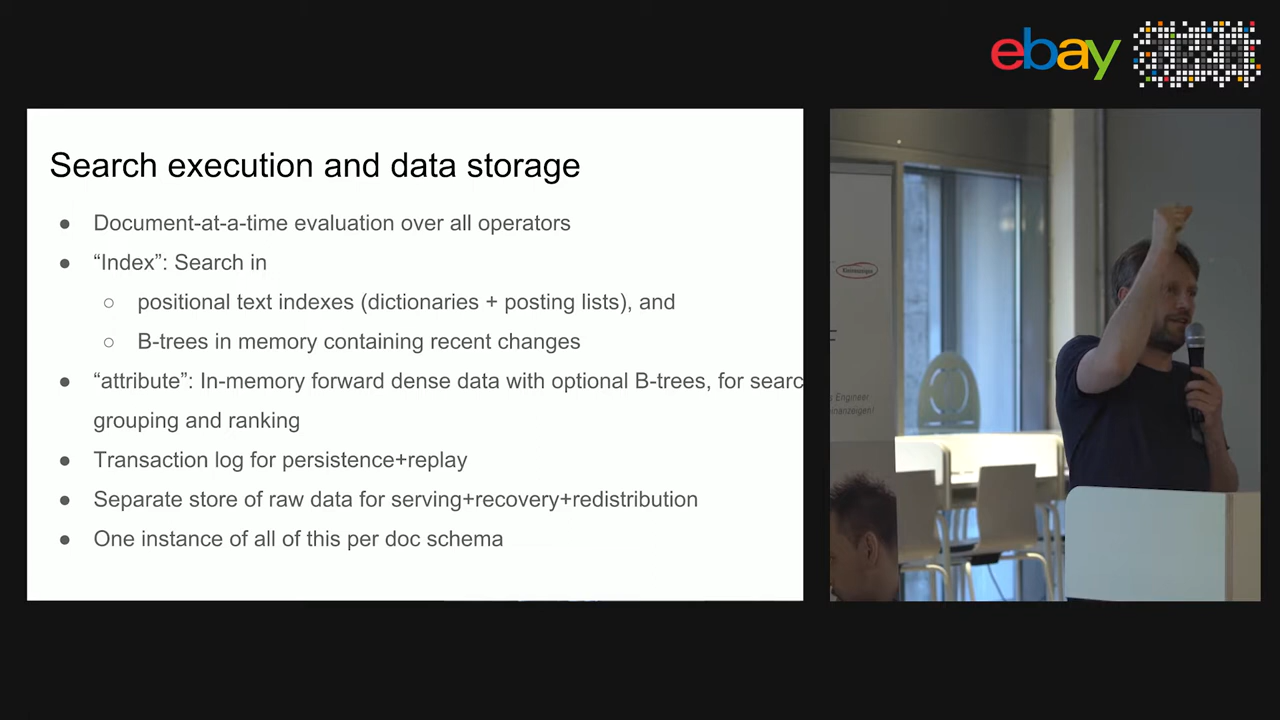 ebay
Search execution and data storage
● Document-at-a-time evaluation over all operators
● “Index”: Search in
○ positional text indexes (dictionaries + posting lists), and
○ B-trees in memory containing recent changes
● “attribute”: In-memory forward dense data with optional B-trees, for searc
grouping and ranking
● Transaction log for persistence+replay
● Separate store of raw data for serving+recovery+redistribution
● One instance of all of this per doc schema
Engineer